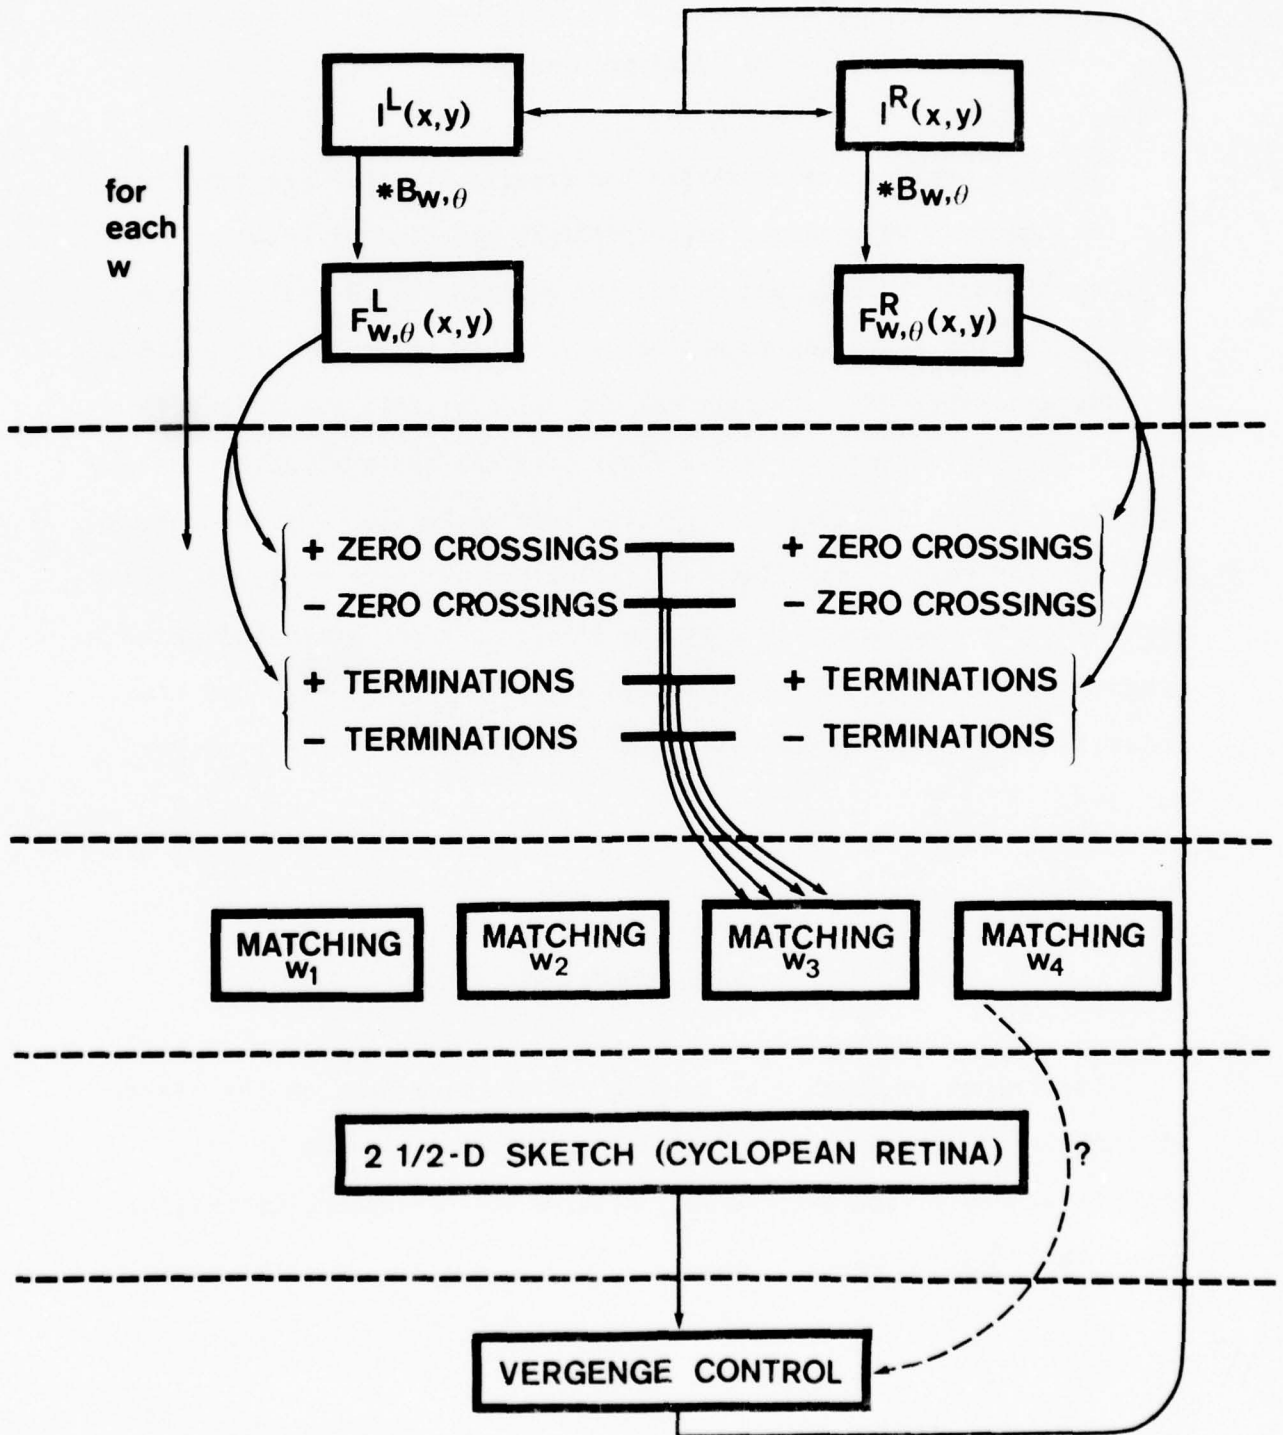 I^L(x,y)
I^R(x,y)
for
each
w
*B_w,θ
*B_w,θ
F^L_w,θ(x,y)
F^R_w,θ(x,y)
+ ZERO CROSSINGS
+ ZERO CROSSINGS
- ZERO CROSSINGS
- ZERO CROSSINGS
+ TERMINATIONS
+ TERMINATIONS
- TERMINATIONS
- TERMINATIONS
MATCHING
w1
MATCHING
w2
MATCHING
w3
MATCHING
w4
2 1/2-D SKETCH (CYCLOPEAN RETINA)
?
VERGENGE CONTROL